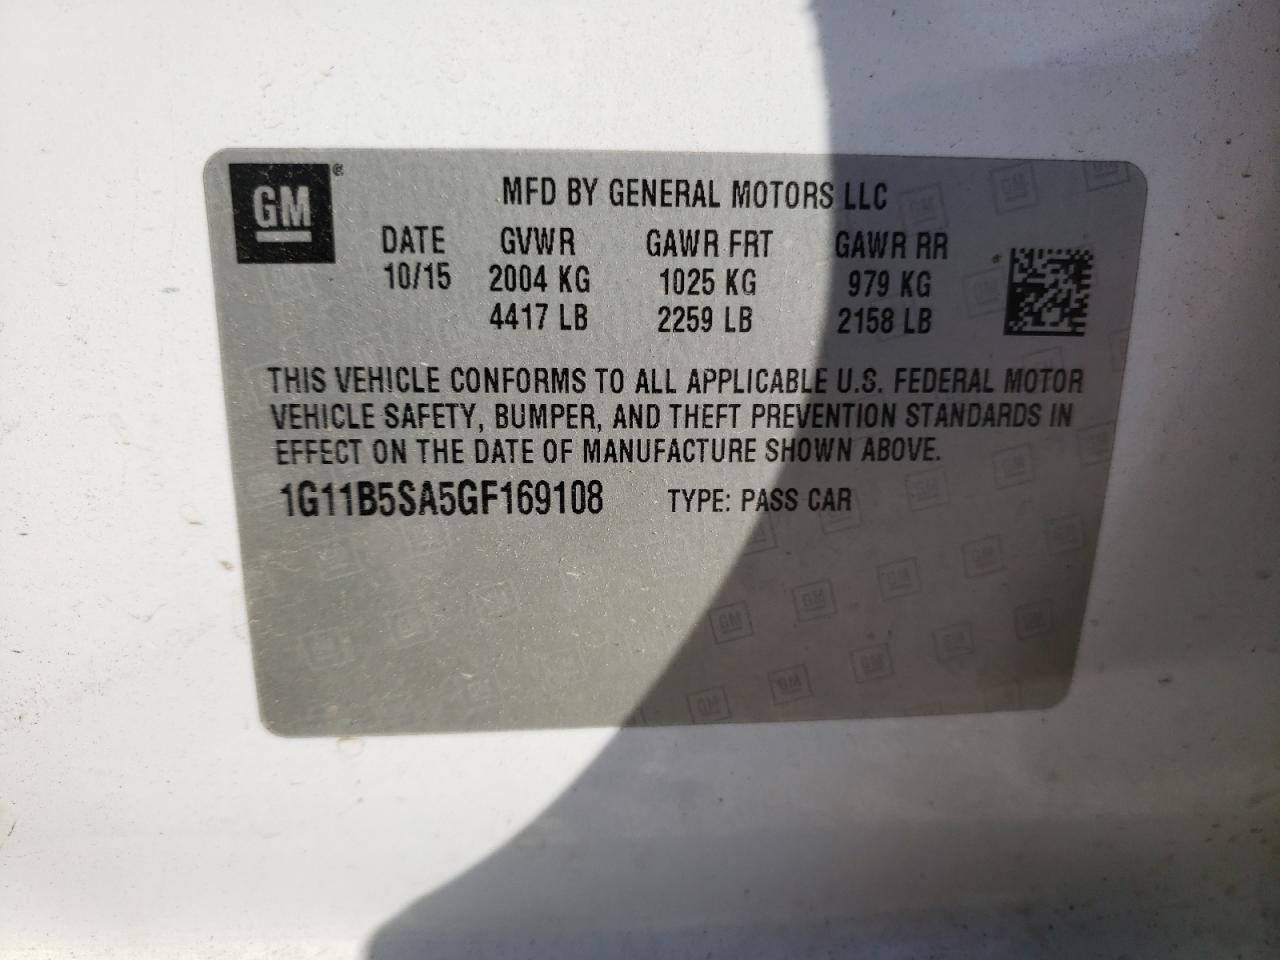 GM®
MFD BY GENERAL MOTORS LLC
DATE GVWR GAWR FRT GAWR RR
10/15 2004 KG 1025 KG 979 KG
4417 LB 2259 LB 2158 LB
THIS VEHICLE CONFORMS TO ALL APPLICABLE U.S. FEDERAL MOTOR
VEHICLE SAFETY, BUMPER, AND THEFT PREVENTION STANDARDS IN
EFFECT ON THE DATE OF MANUFACTURE SHOWN ABOVE.
1G11B5SA5GF169108 TYPE: PASS CAR